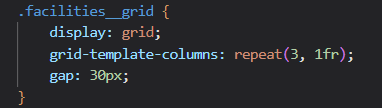 .facilities__grid {
    display: grid;
    grid-template-columns: repeat(3, 1fr);
    gap: 30px;
}